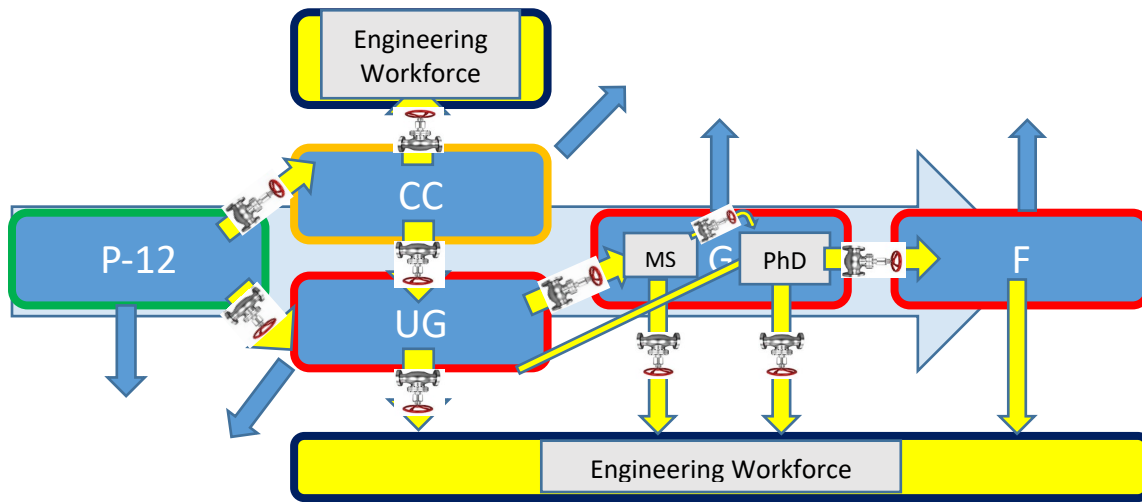 Engineering
Workforce
CC
P-12
MS
G
PhD
F
UG
Engineering Workforce